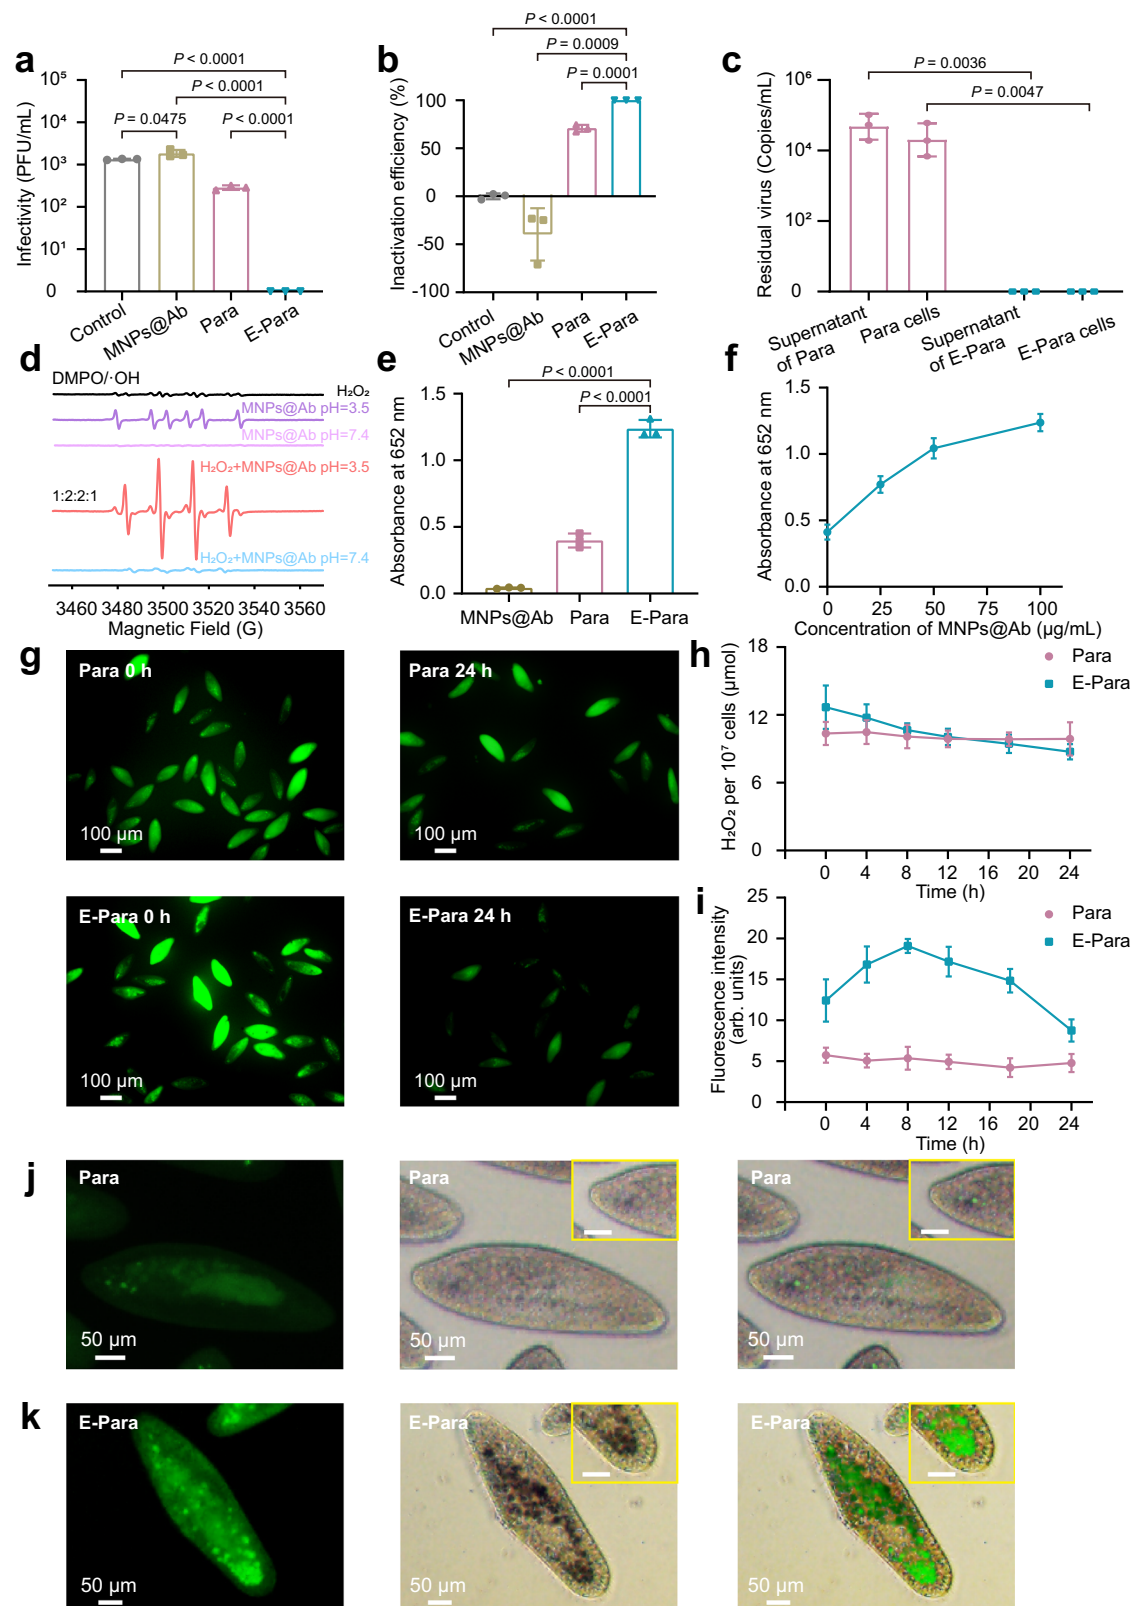 a
P < 0.0001
P < 0.0001
P = 0.0475
P < 0.0001
Infectivity (PFU/mL)
10⁵
10⁴
10³
10²
10¹
0
Control
MNPs@Ab
Para
E-Para
b
P < 0.0001
P = 0.0009
P = 0.0001
Inactivation efficiency (%)
100
50
0
-50
-100
Control
MNPs@Ab
Para
E-Para
c
P = 0.0036
P = 0.0047
Residual virus (Copies/mL)
10⁶
10⁴
10²
0
Supernatant
of Para
Para cells
Supernatant
of E-Para
E-Para cells
d
DMPO/·OH
H₂O₂
MNPs@Ab pH=3.5
MNPs@Ab pH=7.4
H₂O₂+MNPs@Ab pH=3.5
1:2:2:1
H₂O₂+MNPs@Ab pH=7.4
3460 3480 3500 3520 3540 3560
Magnetic Field (G)
e
P < 0.0001
P < 0.0001
Absorbance at 652 nm
1.5
1.0
0.5
0.0
MNPs@Ab Para E-Para
f
Absorbance at 652 nm
1.5
1.0
0.5
0.0
0 25 50 75 100
Concentration of MNPs@Ab (µg/mL)
g
Para 0 h
100 µm
Para 24 h
100 µm
E-Para 0 h
100 µm
E-Para 24 h
100 µm
h
H₂O₂ per 10⁷ cells (µmol)
18
12
6
0
Para
E-Para
0 4 8 12 16 20 24
Time (h)
i
Fluorescence intensity
(arb. units)
25
20
15
10
5
0
Para
E-Para
0 4 8 12 16 20 24
Time (h)
j
Para
50 µm
Para
50 µm
Para
50 µm
k
E-Para
50 µm
E-Para
50 µm
E-Para
50 µm